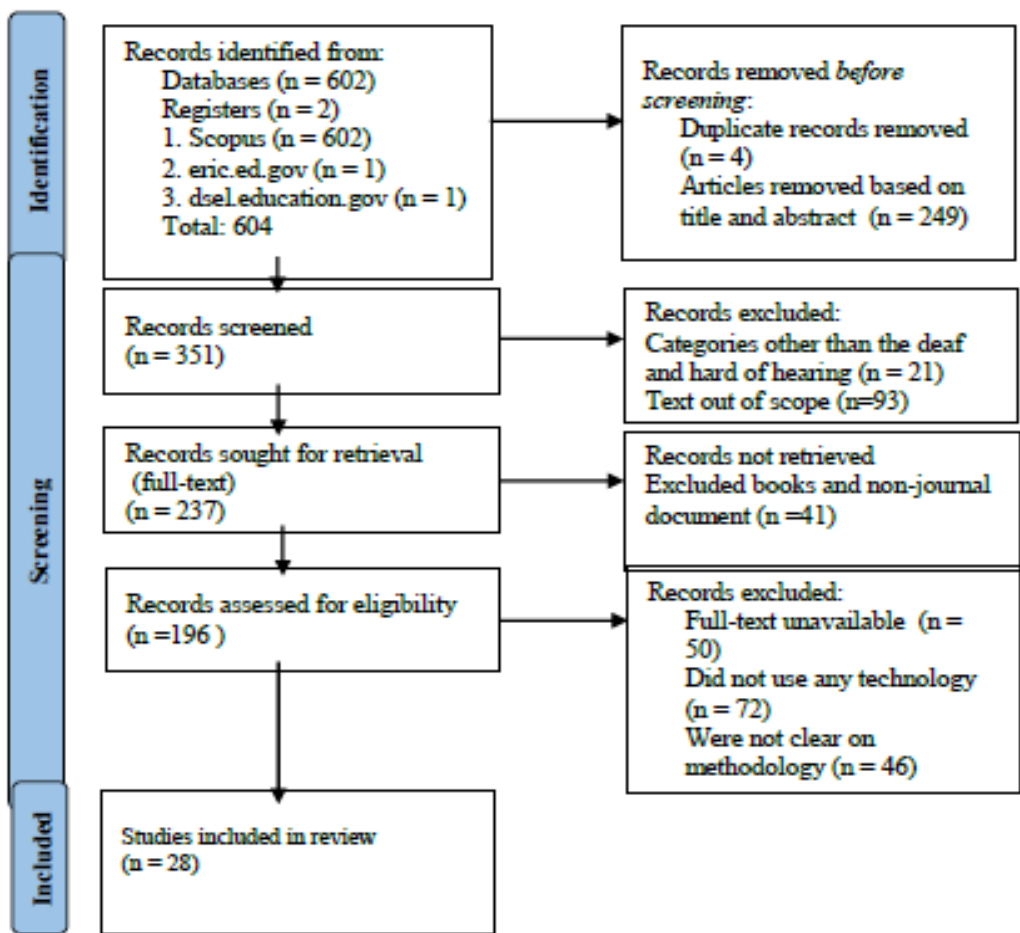 Identification
Records identified from:
Databases (n = 602)
Registers (n = 2)
1. Scopus (n = 602)
2. eric.ed.gov (n = 1)
3. dsel.education.gov (n = 1)
Total: 604
Records removed before
screening:
Duplicate records removed
(n = 4)
Articles removed based on
title and abstract (n = 249)
Screening
Records screened
(n = 351)
Records excluded:
Categories other than the deaf
and hard of hearing (n = 21)
Text out of scope (n=93)
Records sought for retrieval
(full-text)
(n = 237)
Records not retrieved
Excluded books and non-journal
document (n =41)
Records assessed for eligibility
(n =196 )
Records excluded:
Full-text unavailable (n =
50)
Did not use any technology
(n = 72)
Were not clear on
methodology (n = 46)
Included
Studies included in review
(n = 28)